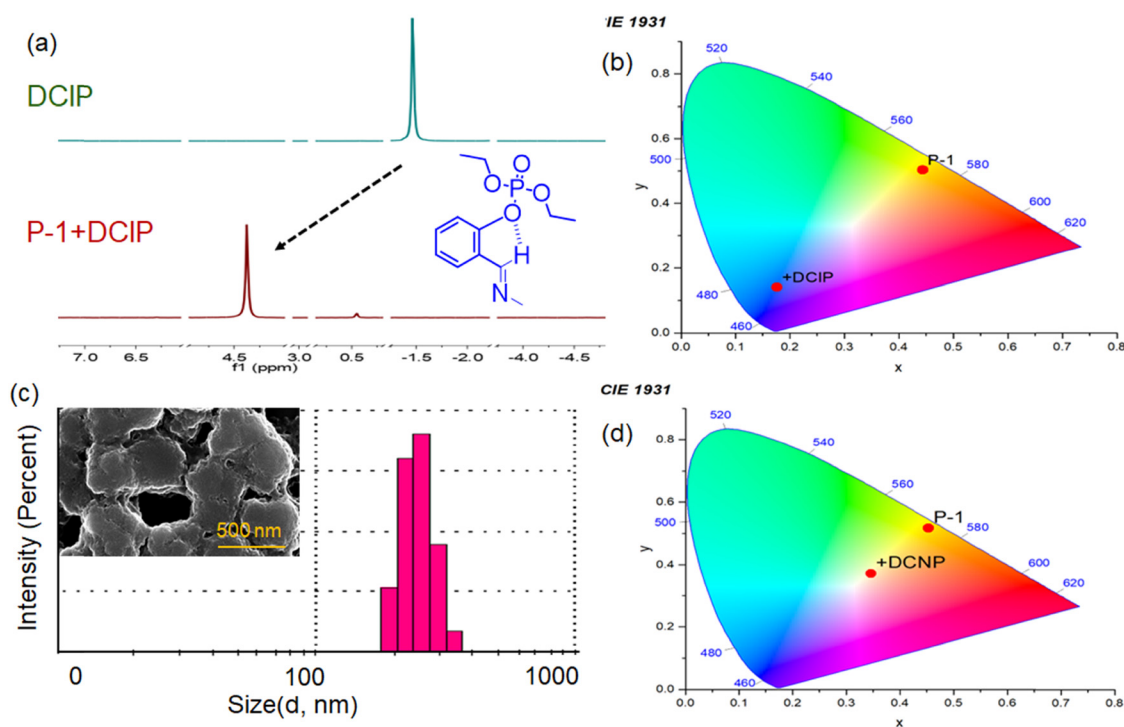 (a)
DCIP
P-1+DCIP
O
O
P
O
O
H
N
7.0 6.5 4.5 3.0 0.5 -1.5 -2.0 -4.0 -4.5
f1 (ppm)
IE 1931
(b)
520
540
560
580
600
620
500
480
460
P-1
+DCIP
y
0.8
0.6
0.4
0.2
0.0
0.0 0.1 0.2 0.3 0.4 0.5 0.6 0.7 0.8
x
(c)
500 nm
Intensity (Percent)
0 100 1000
Size(d, nm)
CIE 1931
(d)
520
540
560
580
600
620
500
480
460
P-1
+DCNP
y
0.8
0.6
0.4
0.2
0.0
0.0 0.1 0.2 0.3 0.4 0.5 0.6 0.7 0.8
x